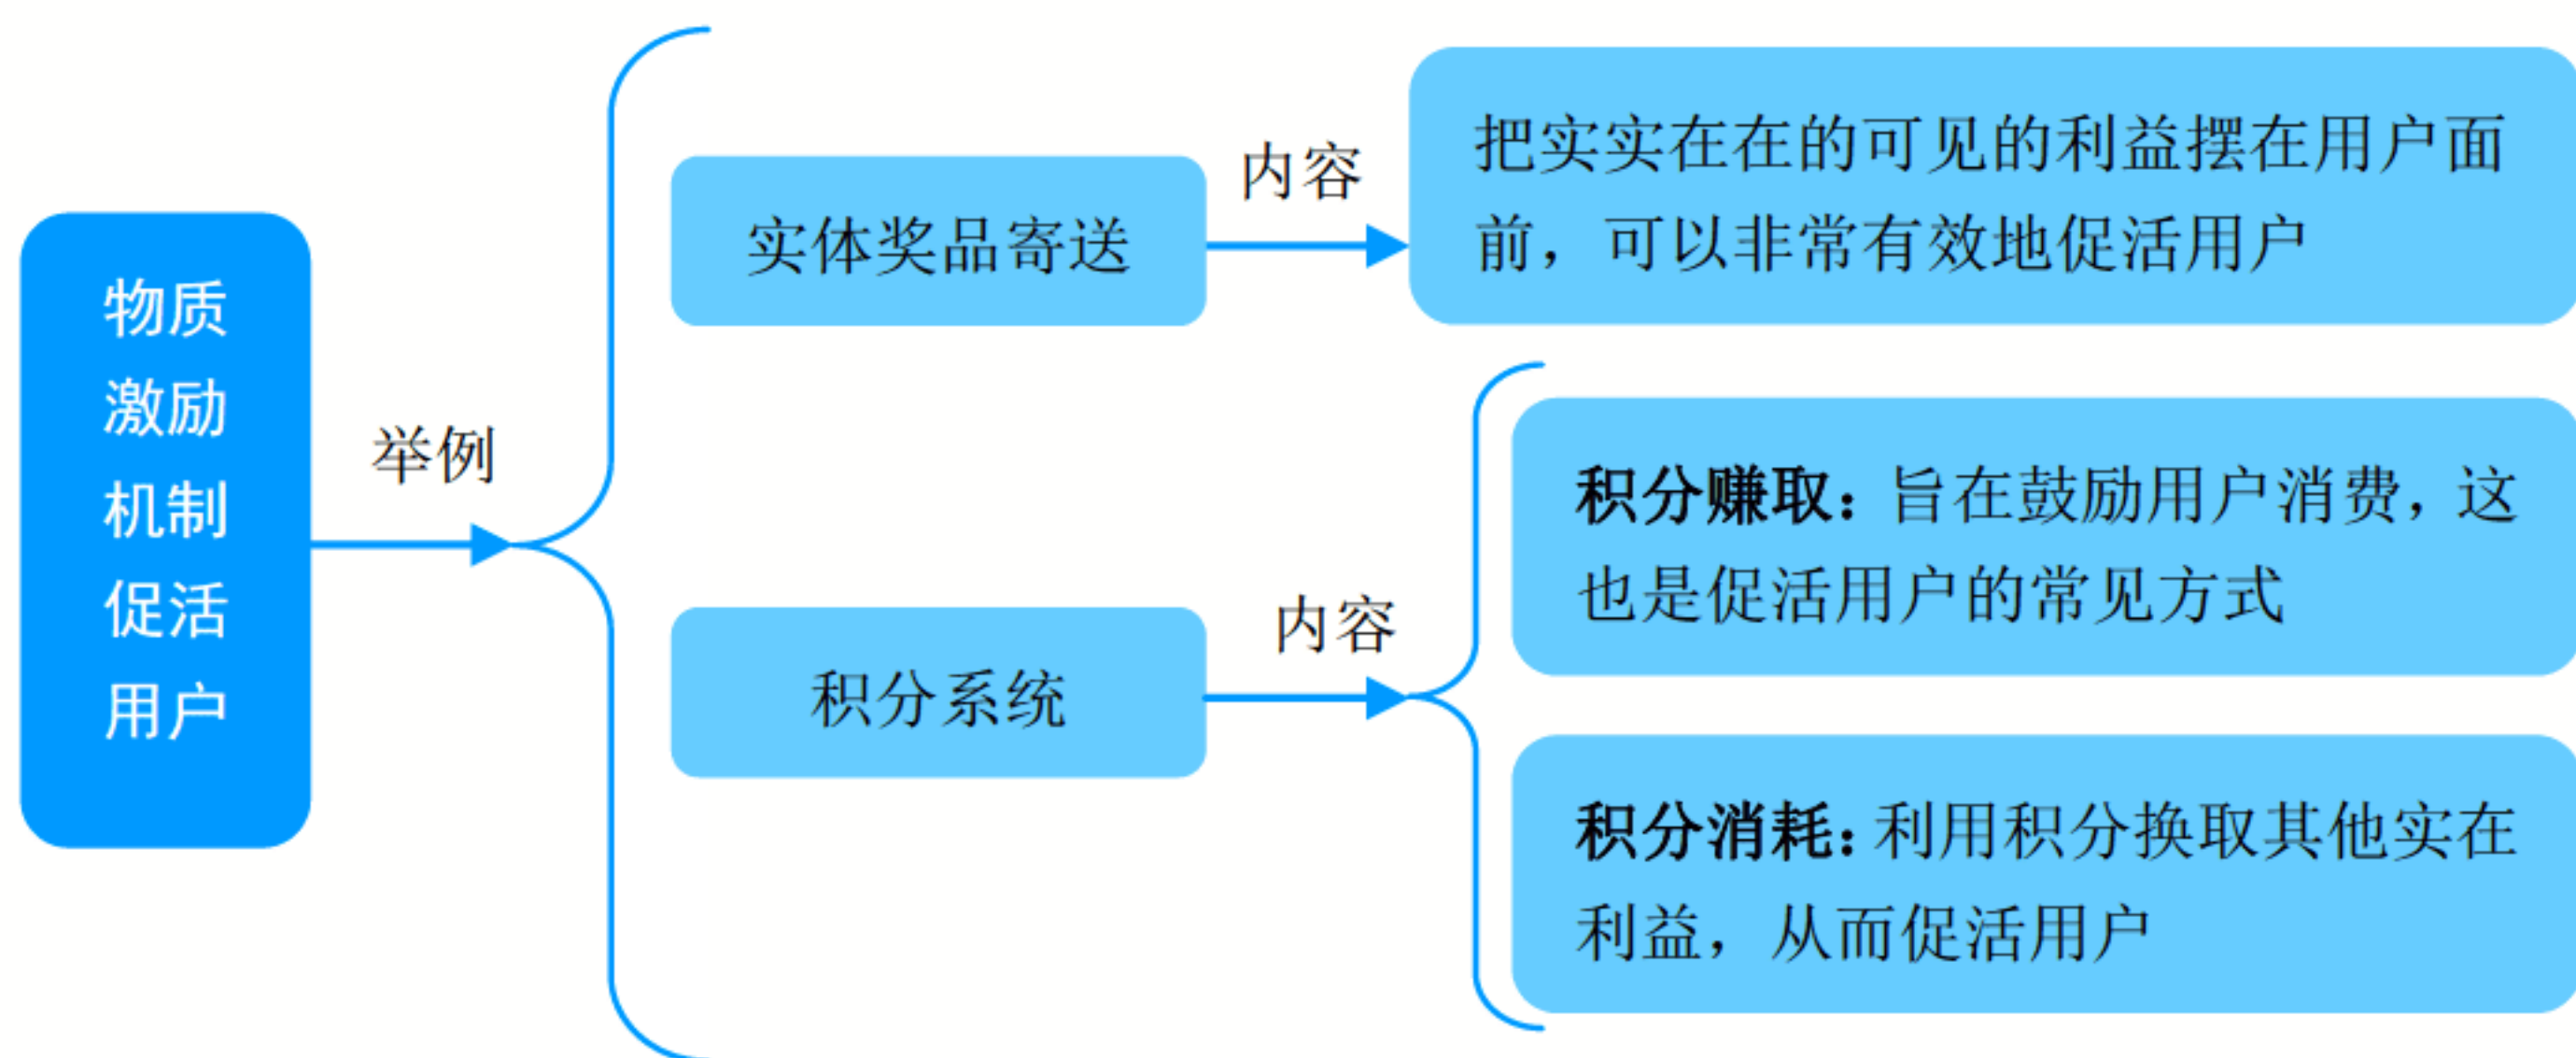 物质
激励
机制
促活
用户
举例
实体奖品寄送
内容
把实实在在的可见的利益摆在用户面
前，可以非常有效地促活用户
积分系统
内容
积分赚取：旨在鼓励用户消费，这
也是促活用户的常见方式
积分消耗：利用积分换取其他实在
利益，从而促活用户